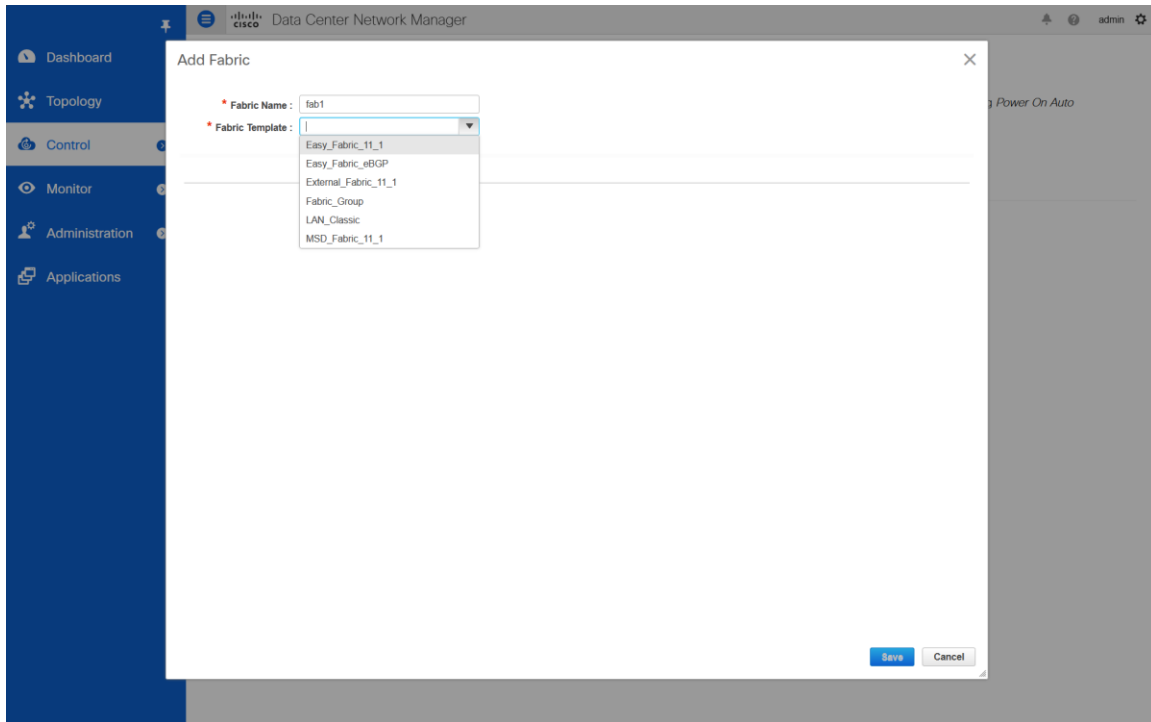 cisco Data Center Network Manager
admin
Dashboard
Topology
Control
Monitor
Administration
Applications
Add Fabric
* Fabric Name : fab1
* Fabric Template :
Easy_Fabric_11_1
Easy_Fabric_eBGP
External_Fabric_11_1
Fabric_Group
LAN_Classic
MSD_Fabric_11_1
Power On Auto
Save Cancel